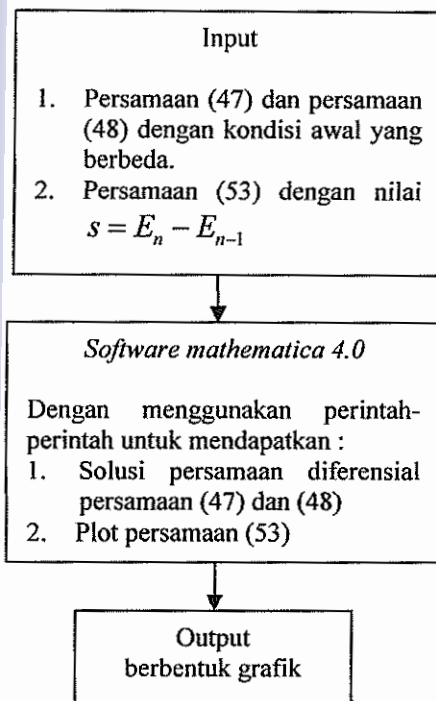 Input
1. Persamaan (47) dan persamaan
(48) dengan kondisi awal yang
berbeda.
2. Persamaan (53) dengan nilai
s = Eₙ − Eₙ₋₁
Software mathematica 4.0
Dengan menggunakan perintah-
perintah untuk mendapatkan :
1. Solusi persamaan diferensial
persamaan (47) dan (48)
2. Plot persamaan (53)
Output
berbentuk grafik